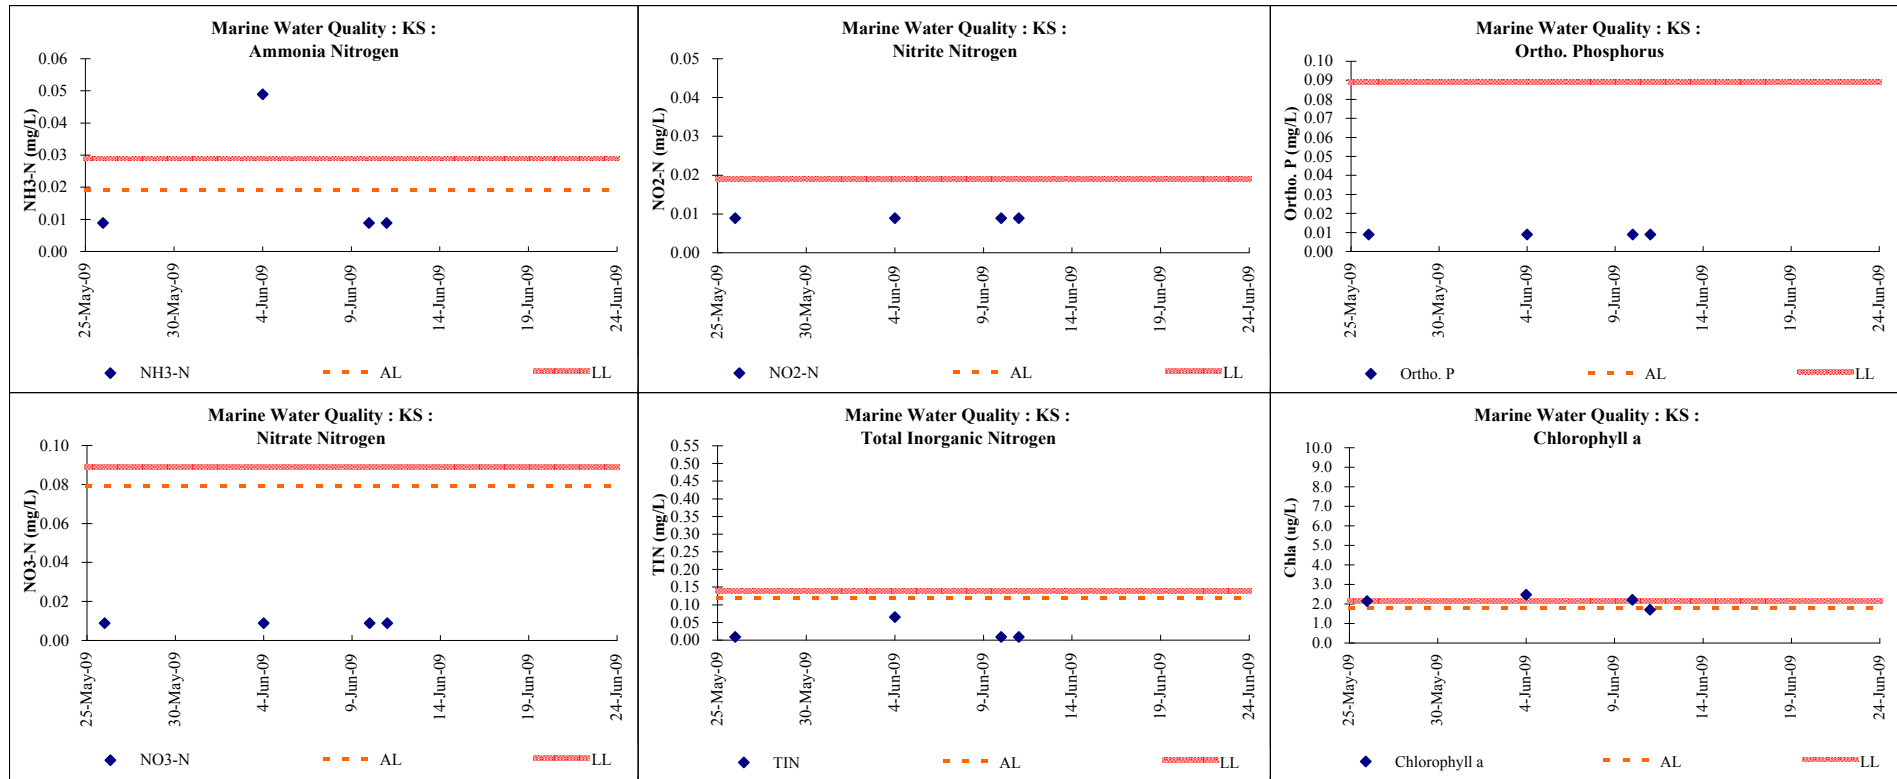 Marine Water Quality : KS :
Ammonia Nitrogen
NH3-N (mg/L)
0.06
0.05
0.04
0.03
0.02
0.01
0.00
25-May-09
30-May-09
4-Jun-09
9-Jun-09
14-Jun-09
19-Jun-09
24-Jun-09
NH3-N AL LL
Marine Water Quality : KS :
Nitrite Nitrogen
NO2-N (mg/L)
0.05
0.04
0.03
0.02
0.01
0.00
25-May-09
30-May-09
4-Jun-09
9-Jun-09
14-Jun-09
19-Jun-09
24-Jun-09
NO2-N AL LL
Marine Water Quality : KS :
Ortho. Phosphorus
Ortho. P (mg/L)
0.10
0.09
0.08
0.07
0.06
0.05
0.04
0.03
0.02
0.01
0.00
25-May-09
30-May-09
4-Jun-09
9-Jun-09
14-Jun-09
19-Jun-09
24-Jun-09
Ortho. P AL LL
Marine Water Quality : KS :
Nitrate Nitrogen
NO3-N (mg/L)
0.10
0.08
0.06
0.04
0.02
0.00
25-May-09
30-May-09
4-Jun-09
9-Jun-09
14-Jun-09
19-Jun-09
24-Jun-09
NO3-N AL LL
Marine Water Quality : KS :
Total Inorganic Nitrogen
TIN (mg/L)
0.55
0.50
0.45
0.40
0.35
0.30
0.25
0.20
0.15
0.10
0.05
0.00
25-May-09
30-May-09
4-Jun-09
9-Jun-09
14-Jun-09
19-Jun-09
24-Jun-09
TIN AL LL
Marine Water Quality : KS :
Chlorophyll a
Chla (ug/L)
10.0
9.0
8.0
7.0
6.0
5.0
4.0
3.0
2.0
1.0
0.0
25-May-09
30-May-09
4-Jun-09
9-Jun-09
14-Jun-09
19-Jun-09
24-Jun-09
Chlorophyll a AL LL